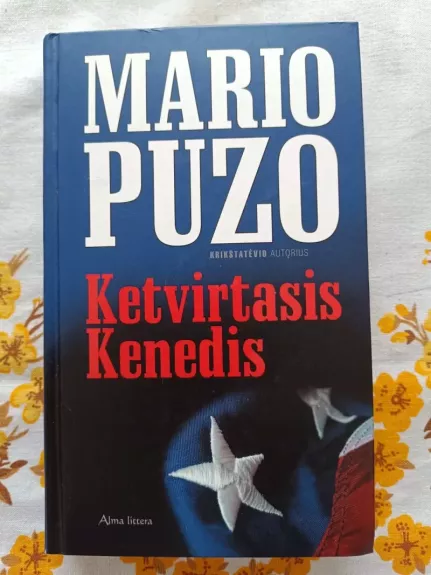 MARIO
PUZO
KRIKŠTATĖVIO AUTORIUS
Ketvirtasis
Kenedis
Alma littera